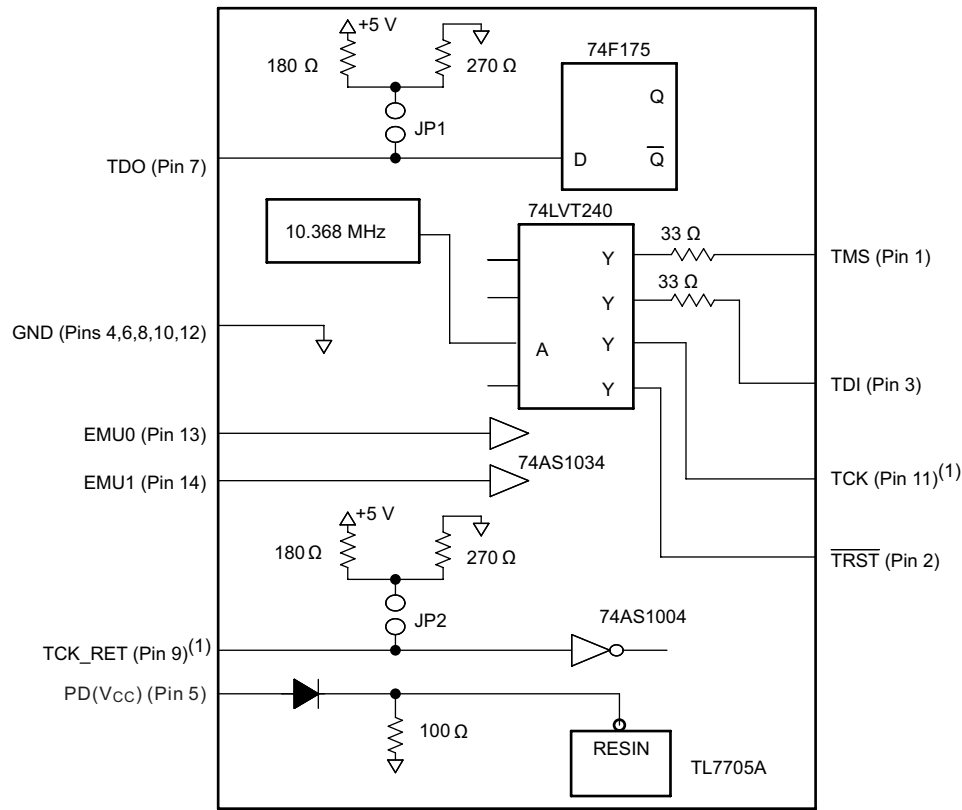 +5 V
180 Ω
270 Ω
74F175
Q
JP1
D
Q̅
TDO (Pin 7)
74LVT240
10.368 MHz
33 Ω
Y
TMS (Pin 1)
33 Ω
Y
GND (Pins 4,6,8,10,12)
A
Y
Y
TDI (Pin 3)
EMU0 (Pin 13)
74AS1034
EMU1 (Pin 14)
TCK (Pin 11)(1)
+5 V
180 Ω
270 Ω
T̅R̅S̅T̅ (Pin 2)
JP2
74AS1004
TCK_RET (Pin 9)(1)
PD(VCC) (Pin 5)
100 Ω
RESIN
TL7705A